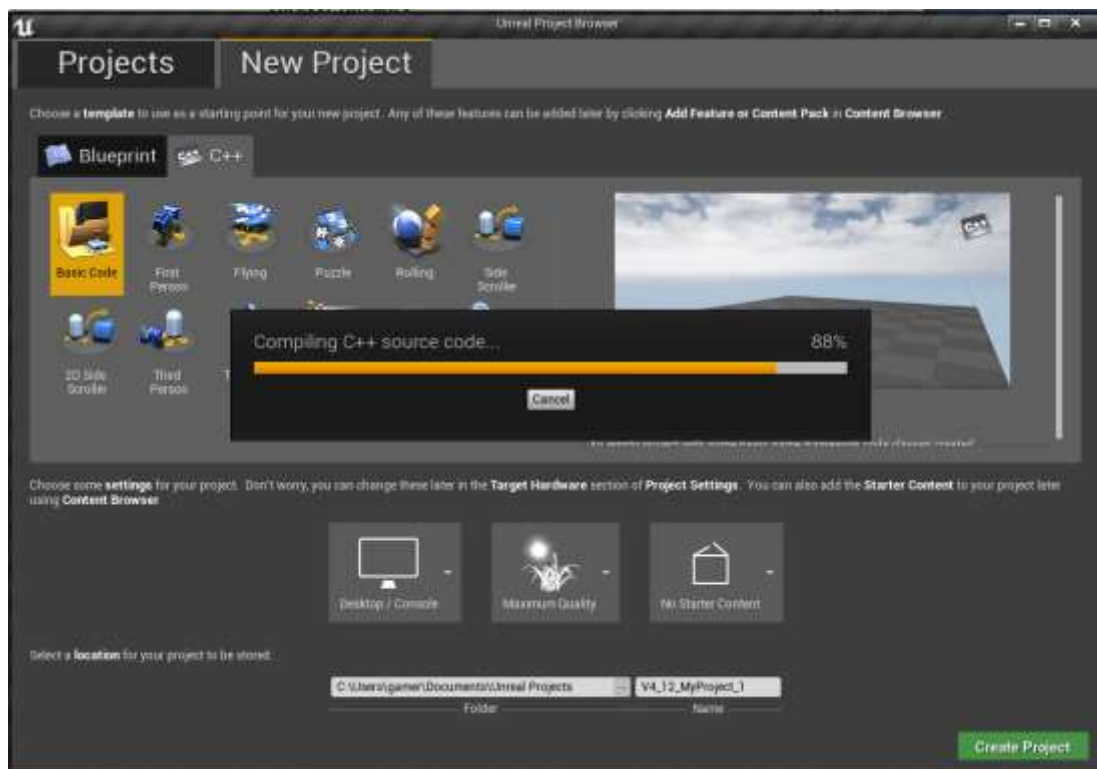 Unreal Project Browser
Projects
New Project
Choose a template to use as a starting point for your new project. Any of these features can be added later by clicking Add Feature or Content Pack in Content Browser.
Blueprint
C++
C++
Basic Code
First
Person
Flying
Puzzle
Rolling
Side
Scroller
2D Side
Scroller
Third
Person
Compiling C++ source code...
88%
Cancel
Choose some settings for your project. Don't worry, you can change these later in the Target Hardware section of Project Settings. You can also add the Starter Content to your project later
using Content Browser
Desktop / Console
Maximum Quality
No Starter Content
Select a location for your project to be stored.
C:\Users\gamer\Documents\Unreal Projects
...
V4_12_MyProject_1
Folder
Name
Create Project